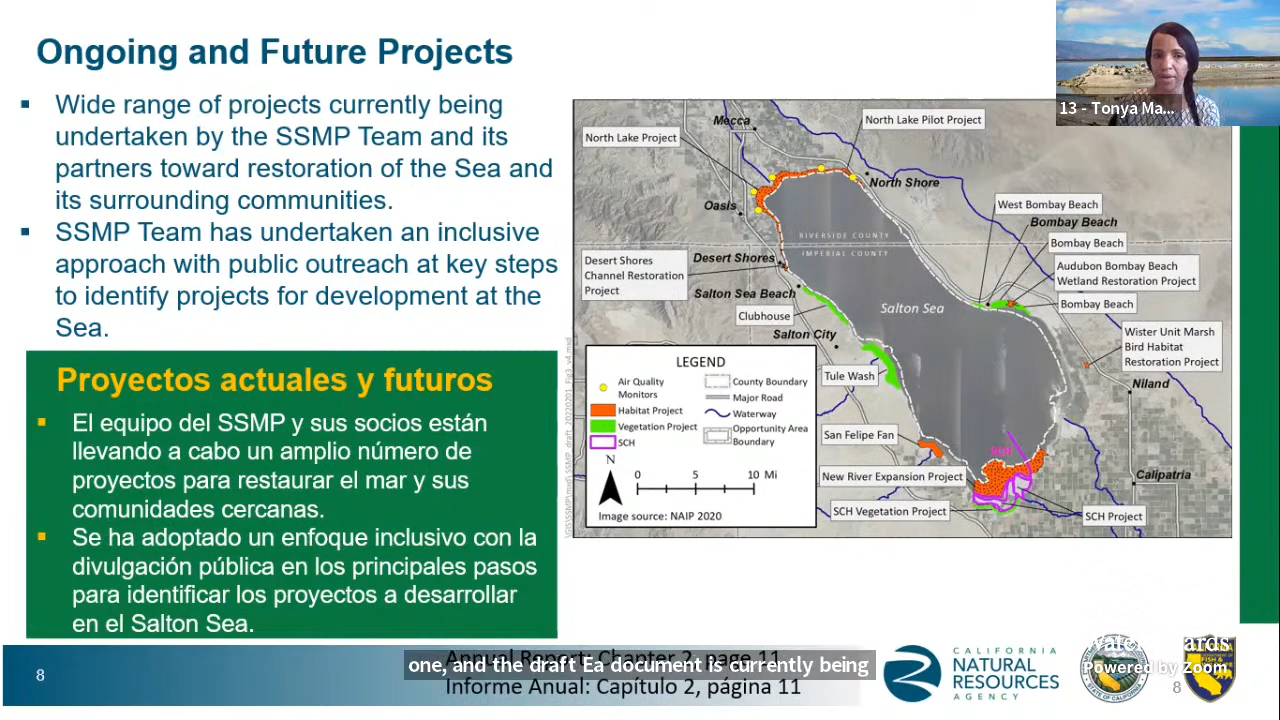 Ongoing and Future Projects
Wide range of projects currently being
undertaken by the SSMP Team and its
partners toward restoration of the Sea and
its surrounding communities.
SSMP Team has undertaken an inclusive
approach with public outreach at key steps
to identify projects for development at the
Sea.
Proyectos actuales y futuros
El equipo del SSMP y sus socios están
llevando a cabo un amplio número de
proyectos para restaurar el mar y sus
comunidades cercanas.
Se ha adoptado un enfoque inclusivo con la
divulgación pública en los principales pasos
para identificar los proyectos a desarrollar
en el Salton Sea.
13 - Tonya Ma...
Mecca
North Lake Project
North Lake Pilot Project
North Shore
Oasis
West Bombay Beach
Bombay Beach
RIVERSIDE COUNTY
IMPERIAL COUNTY
Bombay Beach
Desert Shores
Desert Shores
Channel Restoration
Project
Audubon Bombay Beach
Wetland Restoration Project
Salton Sea Beach
Salton Sea
Bombay Beach
Clubhouse
Salton City
Wister Unit Marsh
Bird Habitat
Restoration Project
Tule Wash
Niland
San Felipe Fan
New River Expansion Project
Calipatria
SCH Vegetation Project
SCH Project
LEGEND
Air Quality
Monitors
Habitat Project
Vegetation Project
SCH
County Boundary
Major Road
Waterway
Opportunity Area
Boundary
N
0 5 10 Mi
Image source: NAIP 2020
8
Annual Report: Chapter 2, page 11
one, and the draft Ea document is currently being
Informe Anual: Capítulo 2, página 11
CALIFORNIA
NATURAL
RESOURCES
AGENCY
Powered by Zoom
8